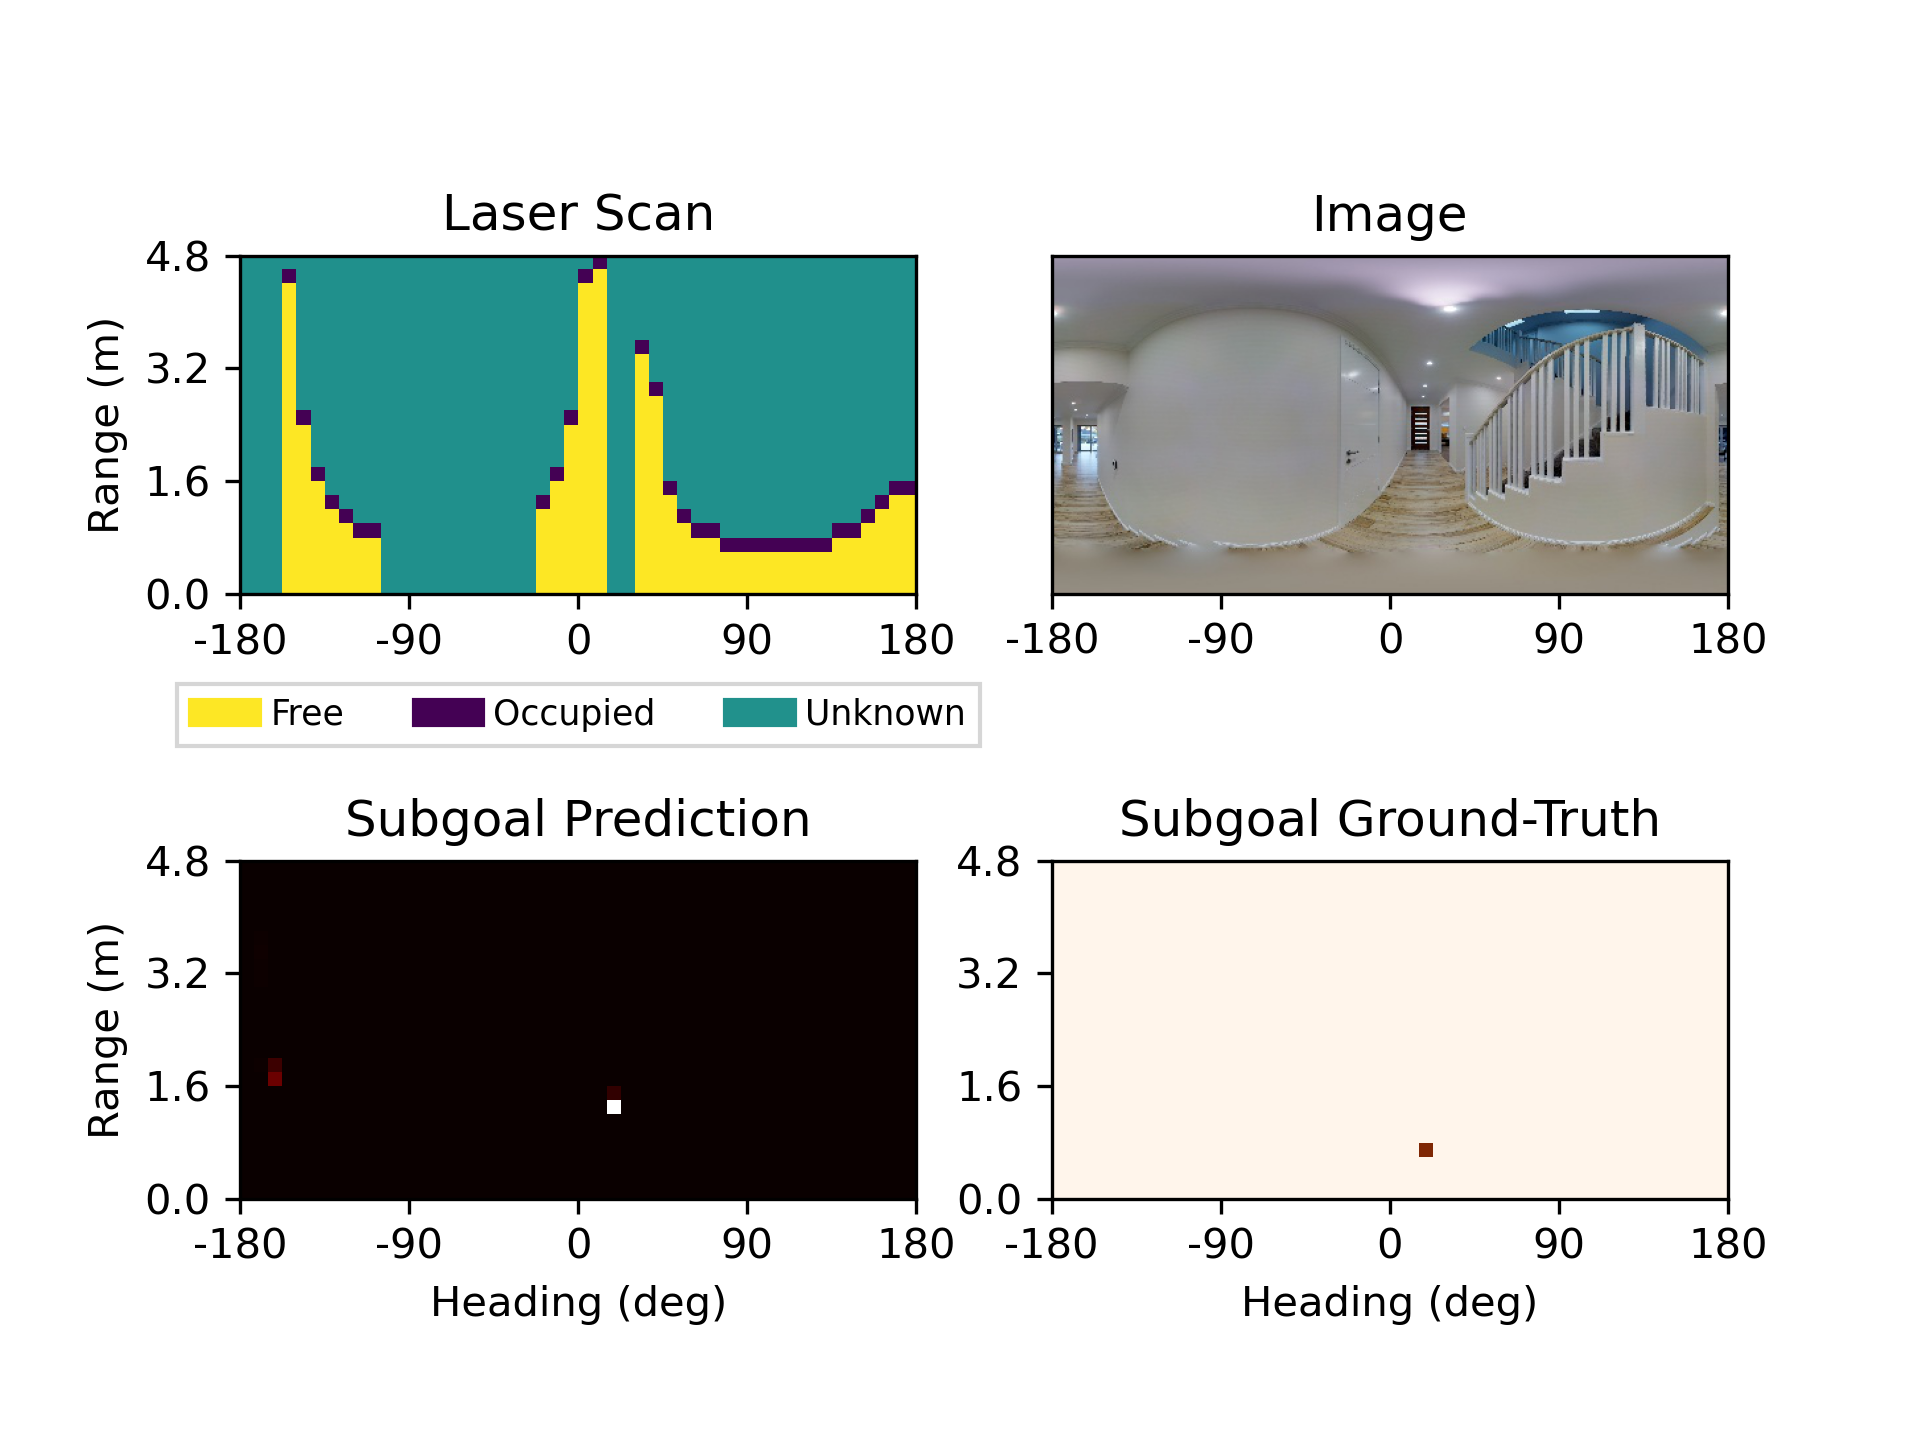 Laser Scan
Image
Range (m)
4.8
3.2
1.6
0.0
-180 -90 0 90 180
-180 -90 0 90 180
Free Occupied Unknown
Subgoal Prediction
Subgoal Ground-Truth
Range (m)
4.8
3.2
1.6
0.0
-180 -90 0 90 180
Heading (deg)
4.8
3.2
1.6
0.0
-180 -90 0 90 180
Heading (deg)